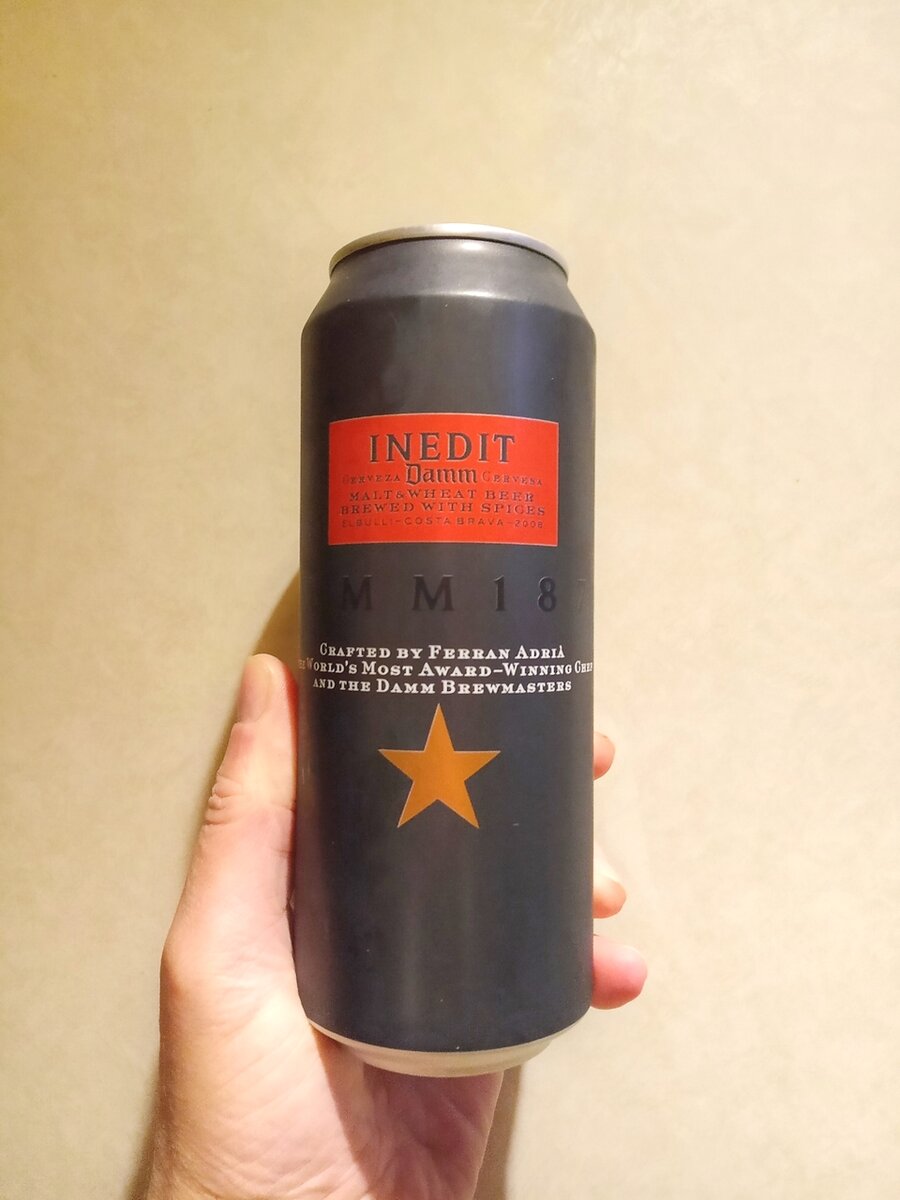 INEDIT
CERVEZA Damm CERVESA
MALT & WHEAT BEER
BREWED WITH SPICES
ELBULLI-COSTA BRAVA-2008
M M 1 8
CRAFTED BY FERRAN ADRIÀ
WORLD'S MOST AWARD-WINNING CHEF
AND THE DAMM BREWMASTERS